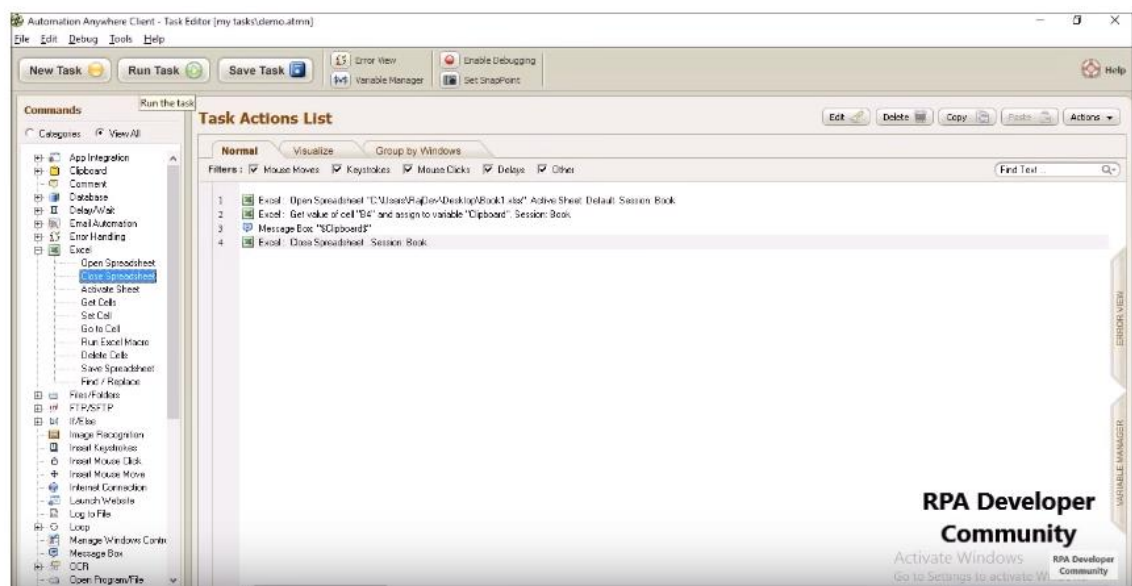 Automation Anywhere Client - Task Editor [my tasks\demo.atmn]
File Edit Debug Tools Help
New Task Run Task Save Task Error View Enable Debugging
Variable Manager Set SnapPoint Help
Run the task
Commands
Task Actions List Edit Delete Copy Paste Actions
Categories View All
Normal Visualize Group by Windows
Filters : Mouse Moves Keystrokes Mouse Clicks Delays Other Find Text...
App Integration
Clipboard
Comment
Database
Delay/Wait
Email Automation
Error Handling
Excel
Open Spreadsheet
Close Spreadsheet
Activate Sheet
Get Cells
Set Cell
Go to Cell
Run Excel Macro
Delete Cells
Save Spreadsheet
Find / Replace
Files/Folders
FTP/SFTP
If/Else
Image Recognition
Insert Keystrokes
Insert Mouse Click
Insert Mouse Move
Internet Connection
Launch Website
Log to File
Loop
Manage Windows Contr
Message Box
OCR
Open Program/File
1 Excel : Open Spreadsheet "C:\Users\RajDev\Desktop\Book1.xlsx". Active Sheet: Default. Session: Book
2 Excel : Get value of cell "B4" and assign to variable "Clipboard". Session: Book
3 Message Box: "$Clipboard$"
4 Excel : Close Spreadsheet. Session: Book
ERROR VIEW
VARIABLE MANAGER
RPA Developer
Community
Activate Windows
Go to Settings to activate W
RPA Developer
Community